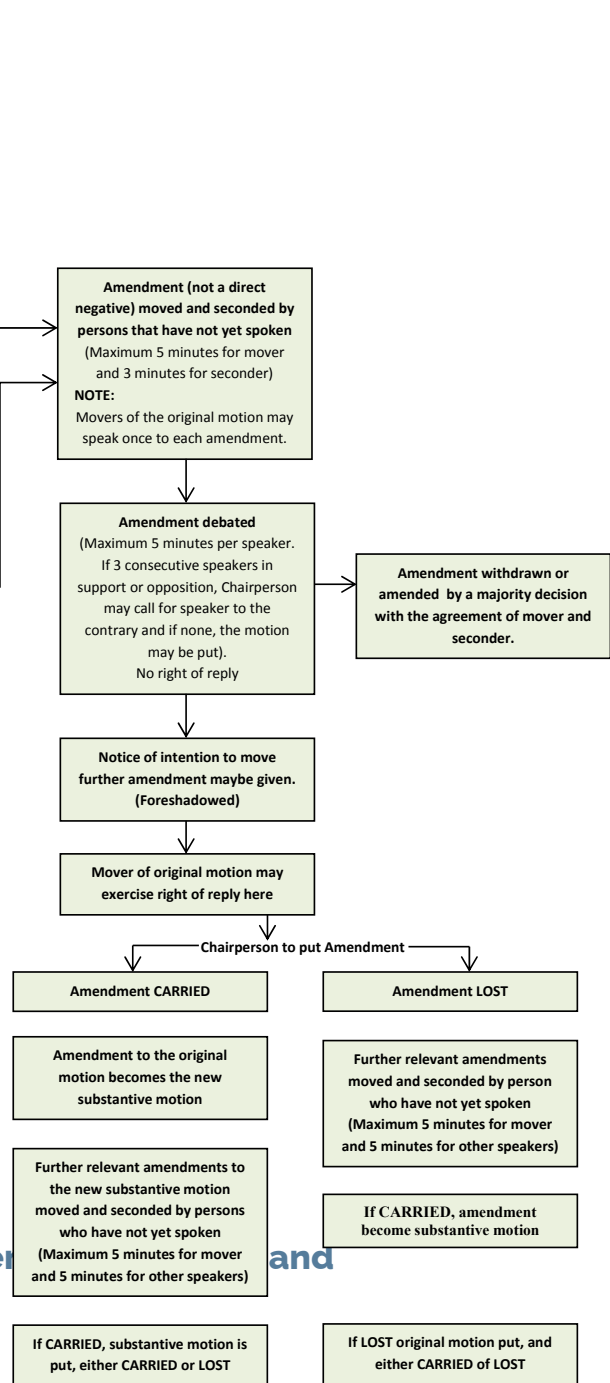 Amendment (not a direct
negative) moved and seconded by
persons that have not yet spoken
(Maximum 5 minutes for mover
and 3 minutes for seconder)
NOTE:
Movers of the original motion may
speak once to each amendment.
Amendment debated
(Maximum 5 minutes per speaker.
If 3 consecutive speakers in
support or opposition, Chairperson
may call for speaker to the
contrary and if none, the motion
may be put).
No right of reply
Amendment withdrawn or
amended by a majority decision
with the agreement of mover and
seconder.
Notice of intention to move
further amendment maybe given.
(Foreshadowed)
Mover of original motion may
exercise right of reply here
Chairperson to put Amendment
Amendment CARRIED
Amendment to the original
motion becomes the new
substantive motion
Further relevant amendments to
the new substantive motion
moved and seconded by persons
who have not yet spoken
(Maximum 5 minutes for mover
and 5 minutes for other speakers)
If CARRIED, substantive motion is
put, either CARRIED or LOST
Amendment LOST
Further relevant amendments
moved and seconded by person
who have not yet spoken
(Maximum 5 minutes for mover
and 5 minutes for other speakers)
If CARRIED, amendment
become substantive motion
and
If LOST original motion put, and
either CARRIED of LOST